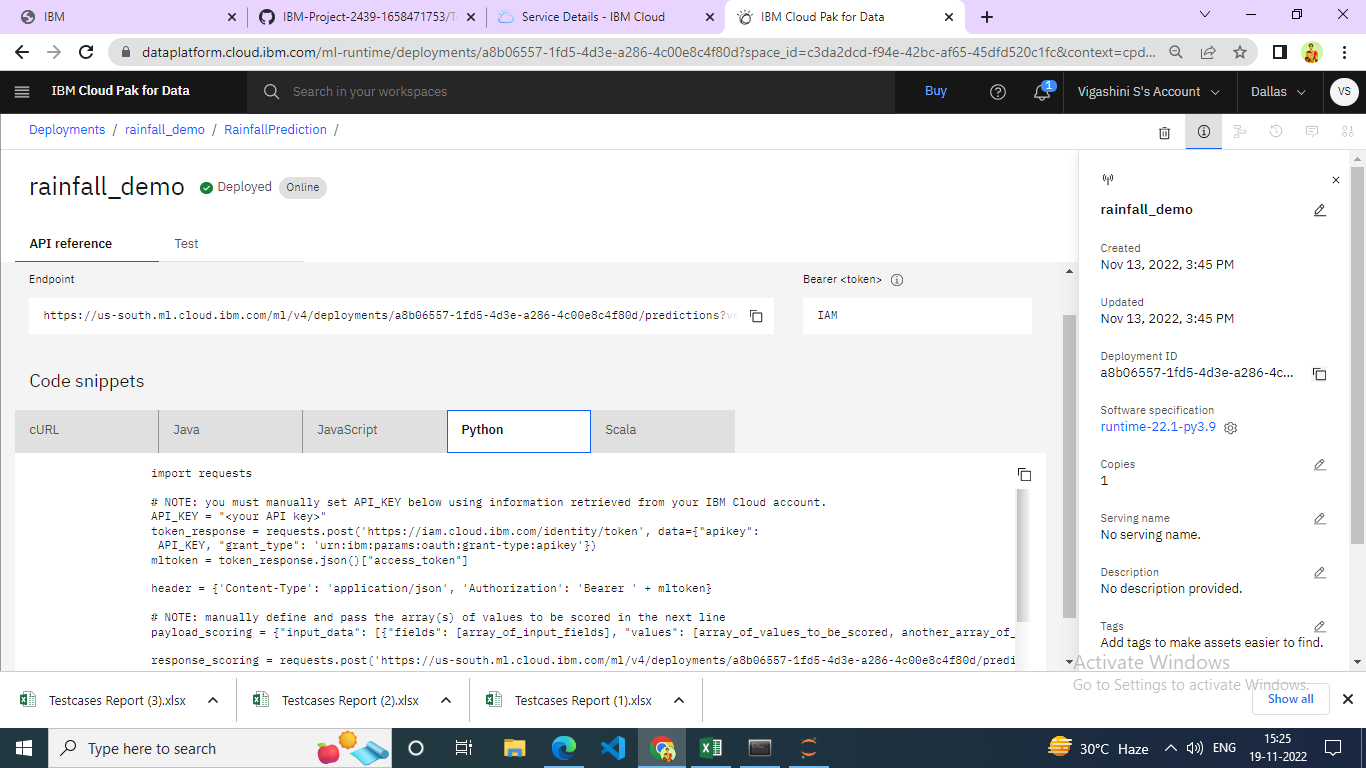 IBM
IBM-Project-2439-1658471753/T
Service Details - IBM Cloud
IBM Cloud Pak for Data
dataplatform.cloud.ibm.com/ml-runtime/deployments/a8b06557-1fd5-4d3e-a286-4c00e8c4f80d?space_id=c3da2dcd-f94e-42bc-af65-45dfd520c1fc&context=cpd...
IBM Cloud Pak for Data
Search in your workspaces
Buy
1
Vigashini S's Account
Dallas
VS
Deployments / rainfall_demo / RainfallPrediction /
rainfall_demo
Deployed
Online
API reference
Test
Endpoint
Bearer <token>
https://us-south.ml.cloud.ibm.com/ml/v4/deployments/a8b06557-1fd5-4d3e-a286-4c00e8c4f80d/predictions?ve
IAM
Code snippets
cURL
Java
JavaScript
Python
Scala
import requests
# NOTE: you must manually set API_KEY below using information retrieved from your IBM Cloud account.
API_KEY = "<your API key>"
token_response = requests.post('https://iam.cloud.ibm.com/identity/token', data={"apikey":
API_KEY, "grant_type": 'urn:ibm:params:oauth:grant-type:apikey'})
mltoken = token_response.json()["access_token"]
header = {'Content-Type': 'application/json', 'Authorization': 'Bearer ' + mltoken}
# NOTE: manually define and pass the array(s) of values to be scored in the next line
payload_scoring = {"input_data": [{"fields": [array_of_input_fields], "values": [array_of_values_to_be_scored, another_array_of_
response_scoring = requests.post('https://us-south.ml.cloud.ibm.com/ml/v4/deployments/a8b06557-1fd5-4d3e-a286-4c00e8c4f80d/predi
rainfall_demo
Created
Nov 13, 2022, 3:45 PM
Updated
Nov 13, 2022, 3:45 PM
Deployment ID
a8b06557-1fd5-4d3e-a286-4c...
Software specification
runtime-22.1-py3.9
Copies
1
Serving name
No serving name.
Description
No description provided.
Tags
Add tags to make assets easier to find.
Activate Windows
Go to Settings to activate Windows.
Testcases Report (3).xlsx
Testcases Report (2).xlsx
Testcases Report (1).xlsx
Show all
Type here to search
30°C Haze
ENG
15:25
19-11-2022